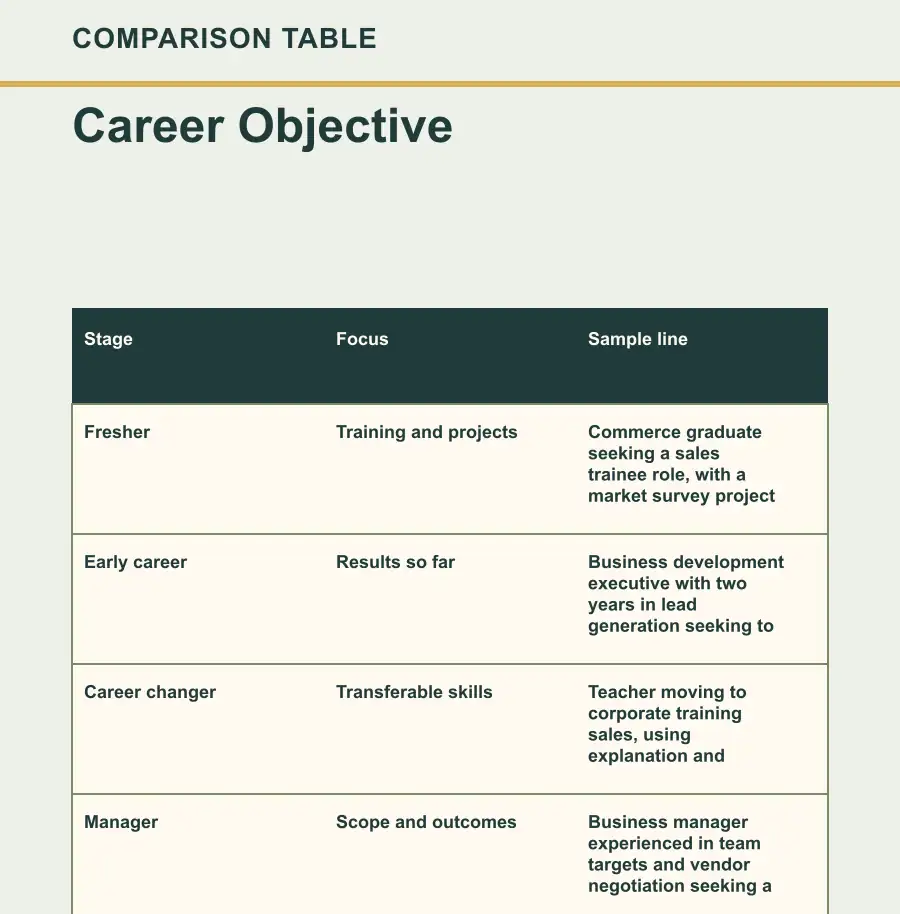 COMPARISON TABLE
Career Objective
Stage Focus Sample line
Fresher Training and projects Commerce graduate
seeking a sales
trainee role, with a
market survey project
Early career Results so far Business development
executive with two
years in lead
generation seeking to
Career changer Transferable skills Teacher moving to
corporate training
sales, using
explanation and
Manager Scope and outcomes Business manager
experienced in team
targets and vendor
negotiation seeking a